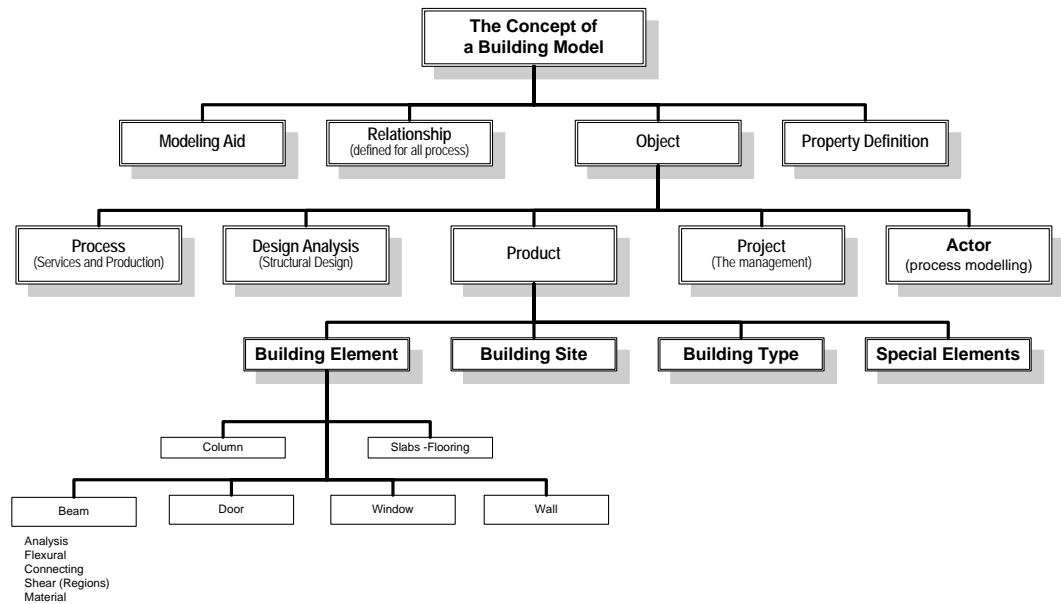 The Concept of
a Building Model
Modeling Aid
Relationship
(defined for all process)
Object
Property Definition
Process
(Services and Production)
Design Analysis
(Structural Design)
Product
Project
(The management)
Actor
(process modelling)
Building Element
Building Site
Building Type
Special Elements
Column
Slabs -Flooring
Beam
Door
Window
Wall
Analysis
Flexural
Connecting
Shear (Regions)
Material